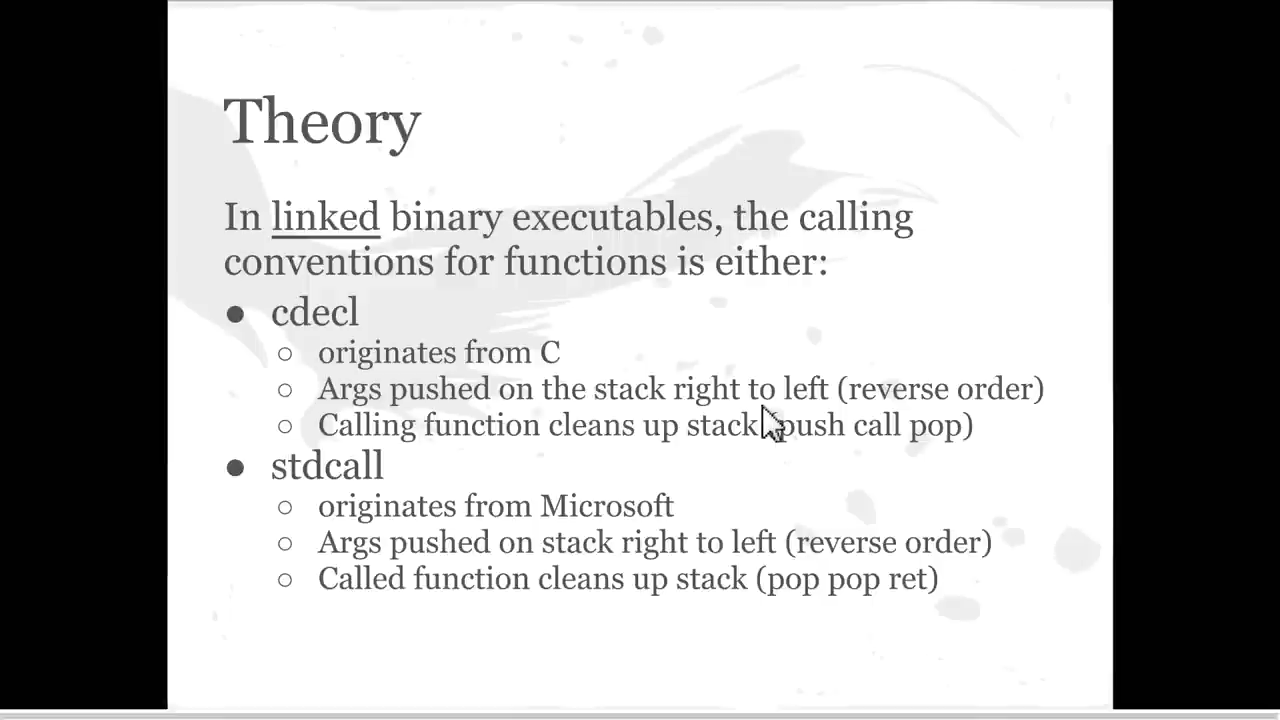 Theory
In linked binary executables, the calling
conventions for functions is either:
● cdecl
○ originates from C
○ Args pushed on the stack right to left (reverse order)
○ Calling function cleans up stack push call pop)
● stdcall
○ originates from Microsoft
○ Args pushed on stack right to left (reverse order)
○ Called function cleans up stack (pop pop ret)